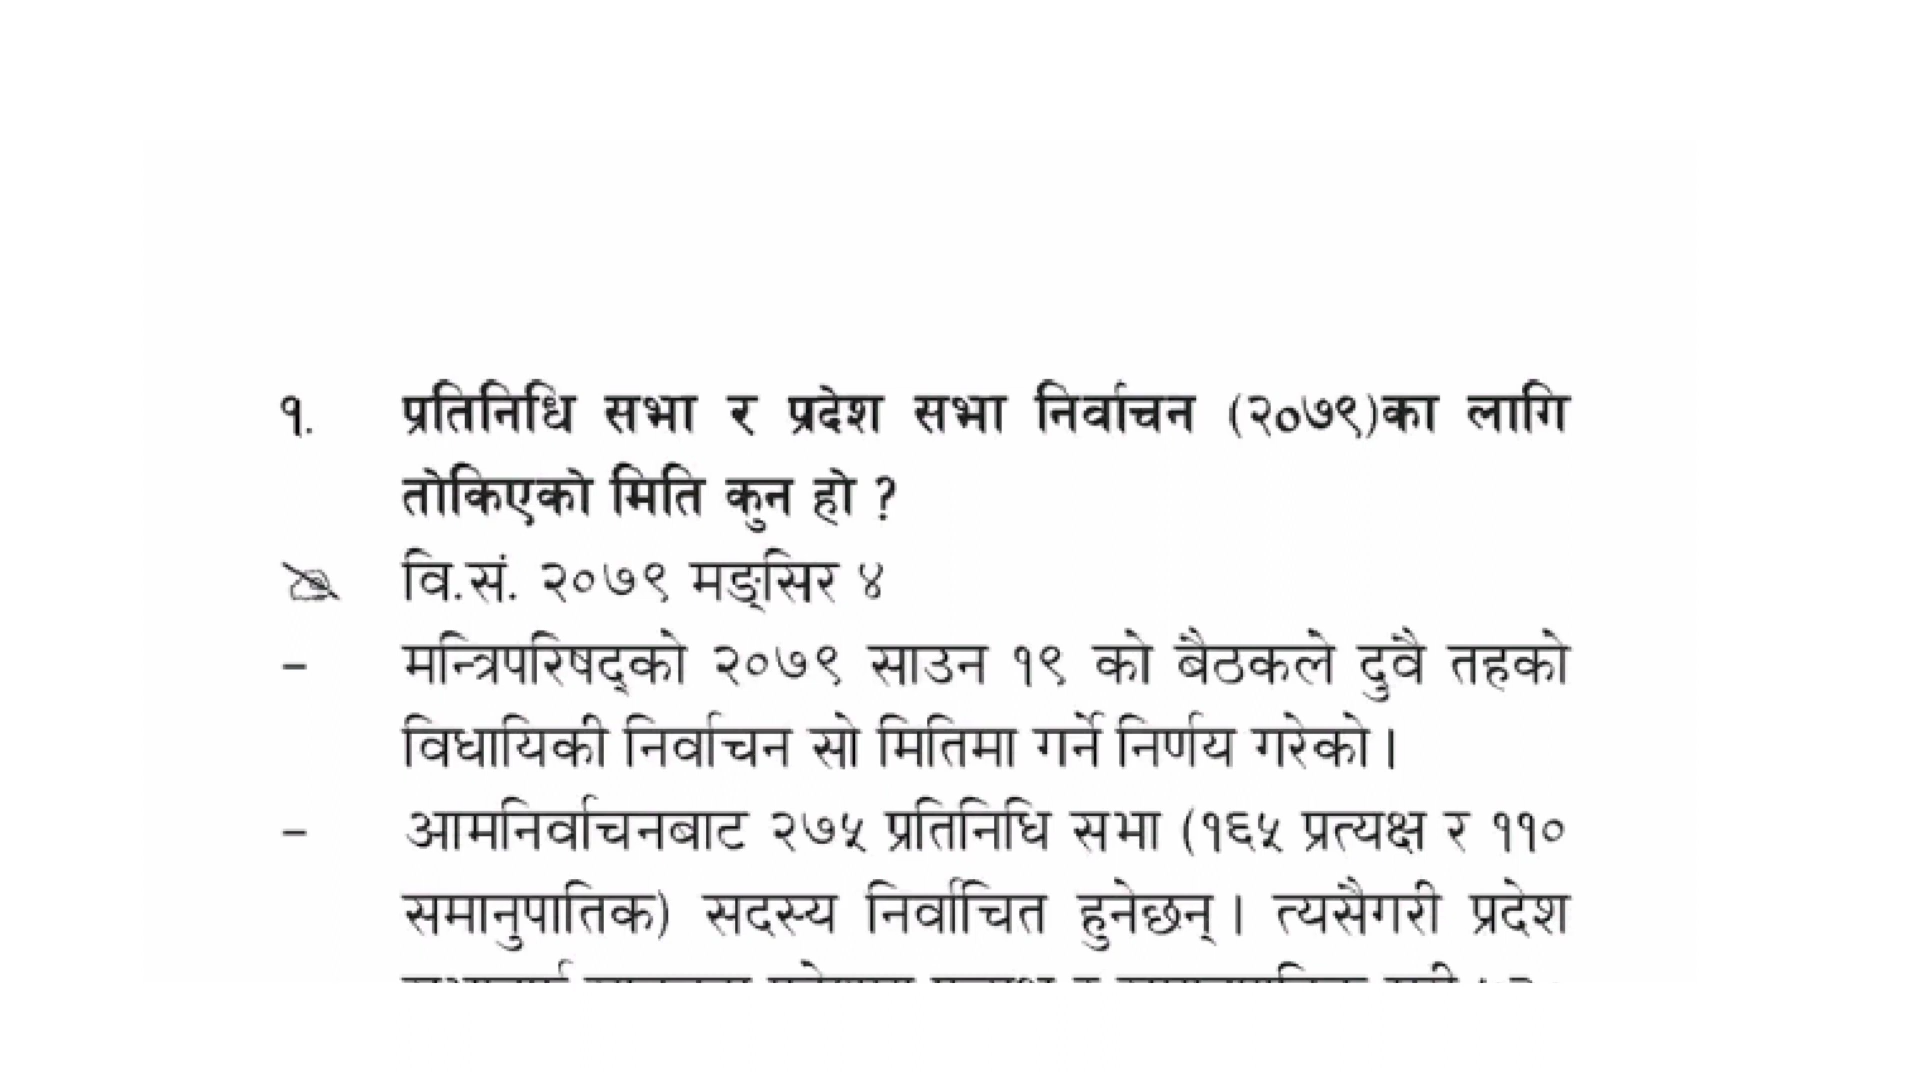 १. प्रतिनिधि सभा र प्रदेश सभा निर्वाचन (२०७९)का लागि
तोकिएको मिति कुन हो ?
वि.सं. २०७९ मङ्सिर ४
– मन्त्रिपरिषद्को २०७९ साउन १९ को बैठकले दुवै तहको
विधायिकी निर्वाचन सो मितिमा गर्ने निर्णय गरेको।
– आमनिर्वाचनबाट २७५ प्रतिनिधि सभा (१६५ प्रत्यक्ष र ११०
समानुपातिक) सदस्य निर्वाचित हुनेछन्। त्यसैगरी प्रदेश